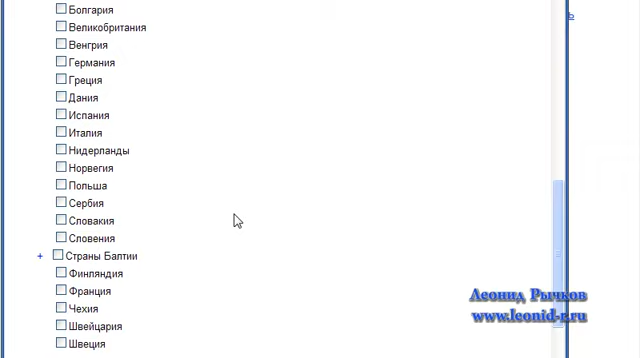 Болгария
Великобритания
Венгрия
Германия
Греция
Дания
Испания
Италия
Нидерланды
Норвегия
Польша
Сербия
Словакия
Словения
+ Страны Балтии
Финляндия
Франция
Чехия
Швейцария
Швеция
ь
Леонид Рычков
www.leonid-r.ru